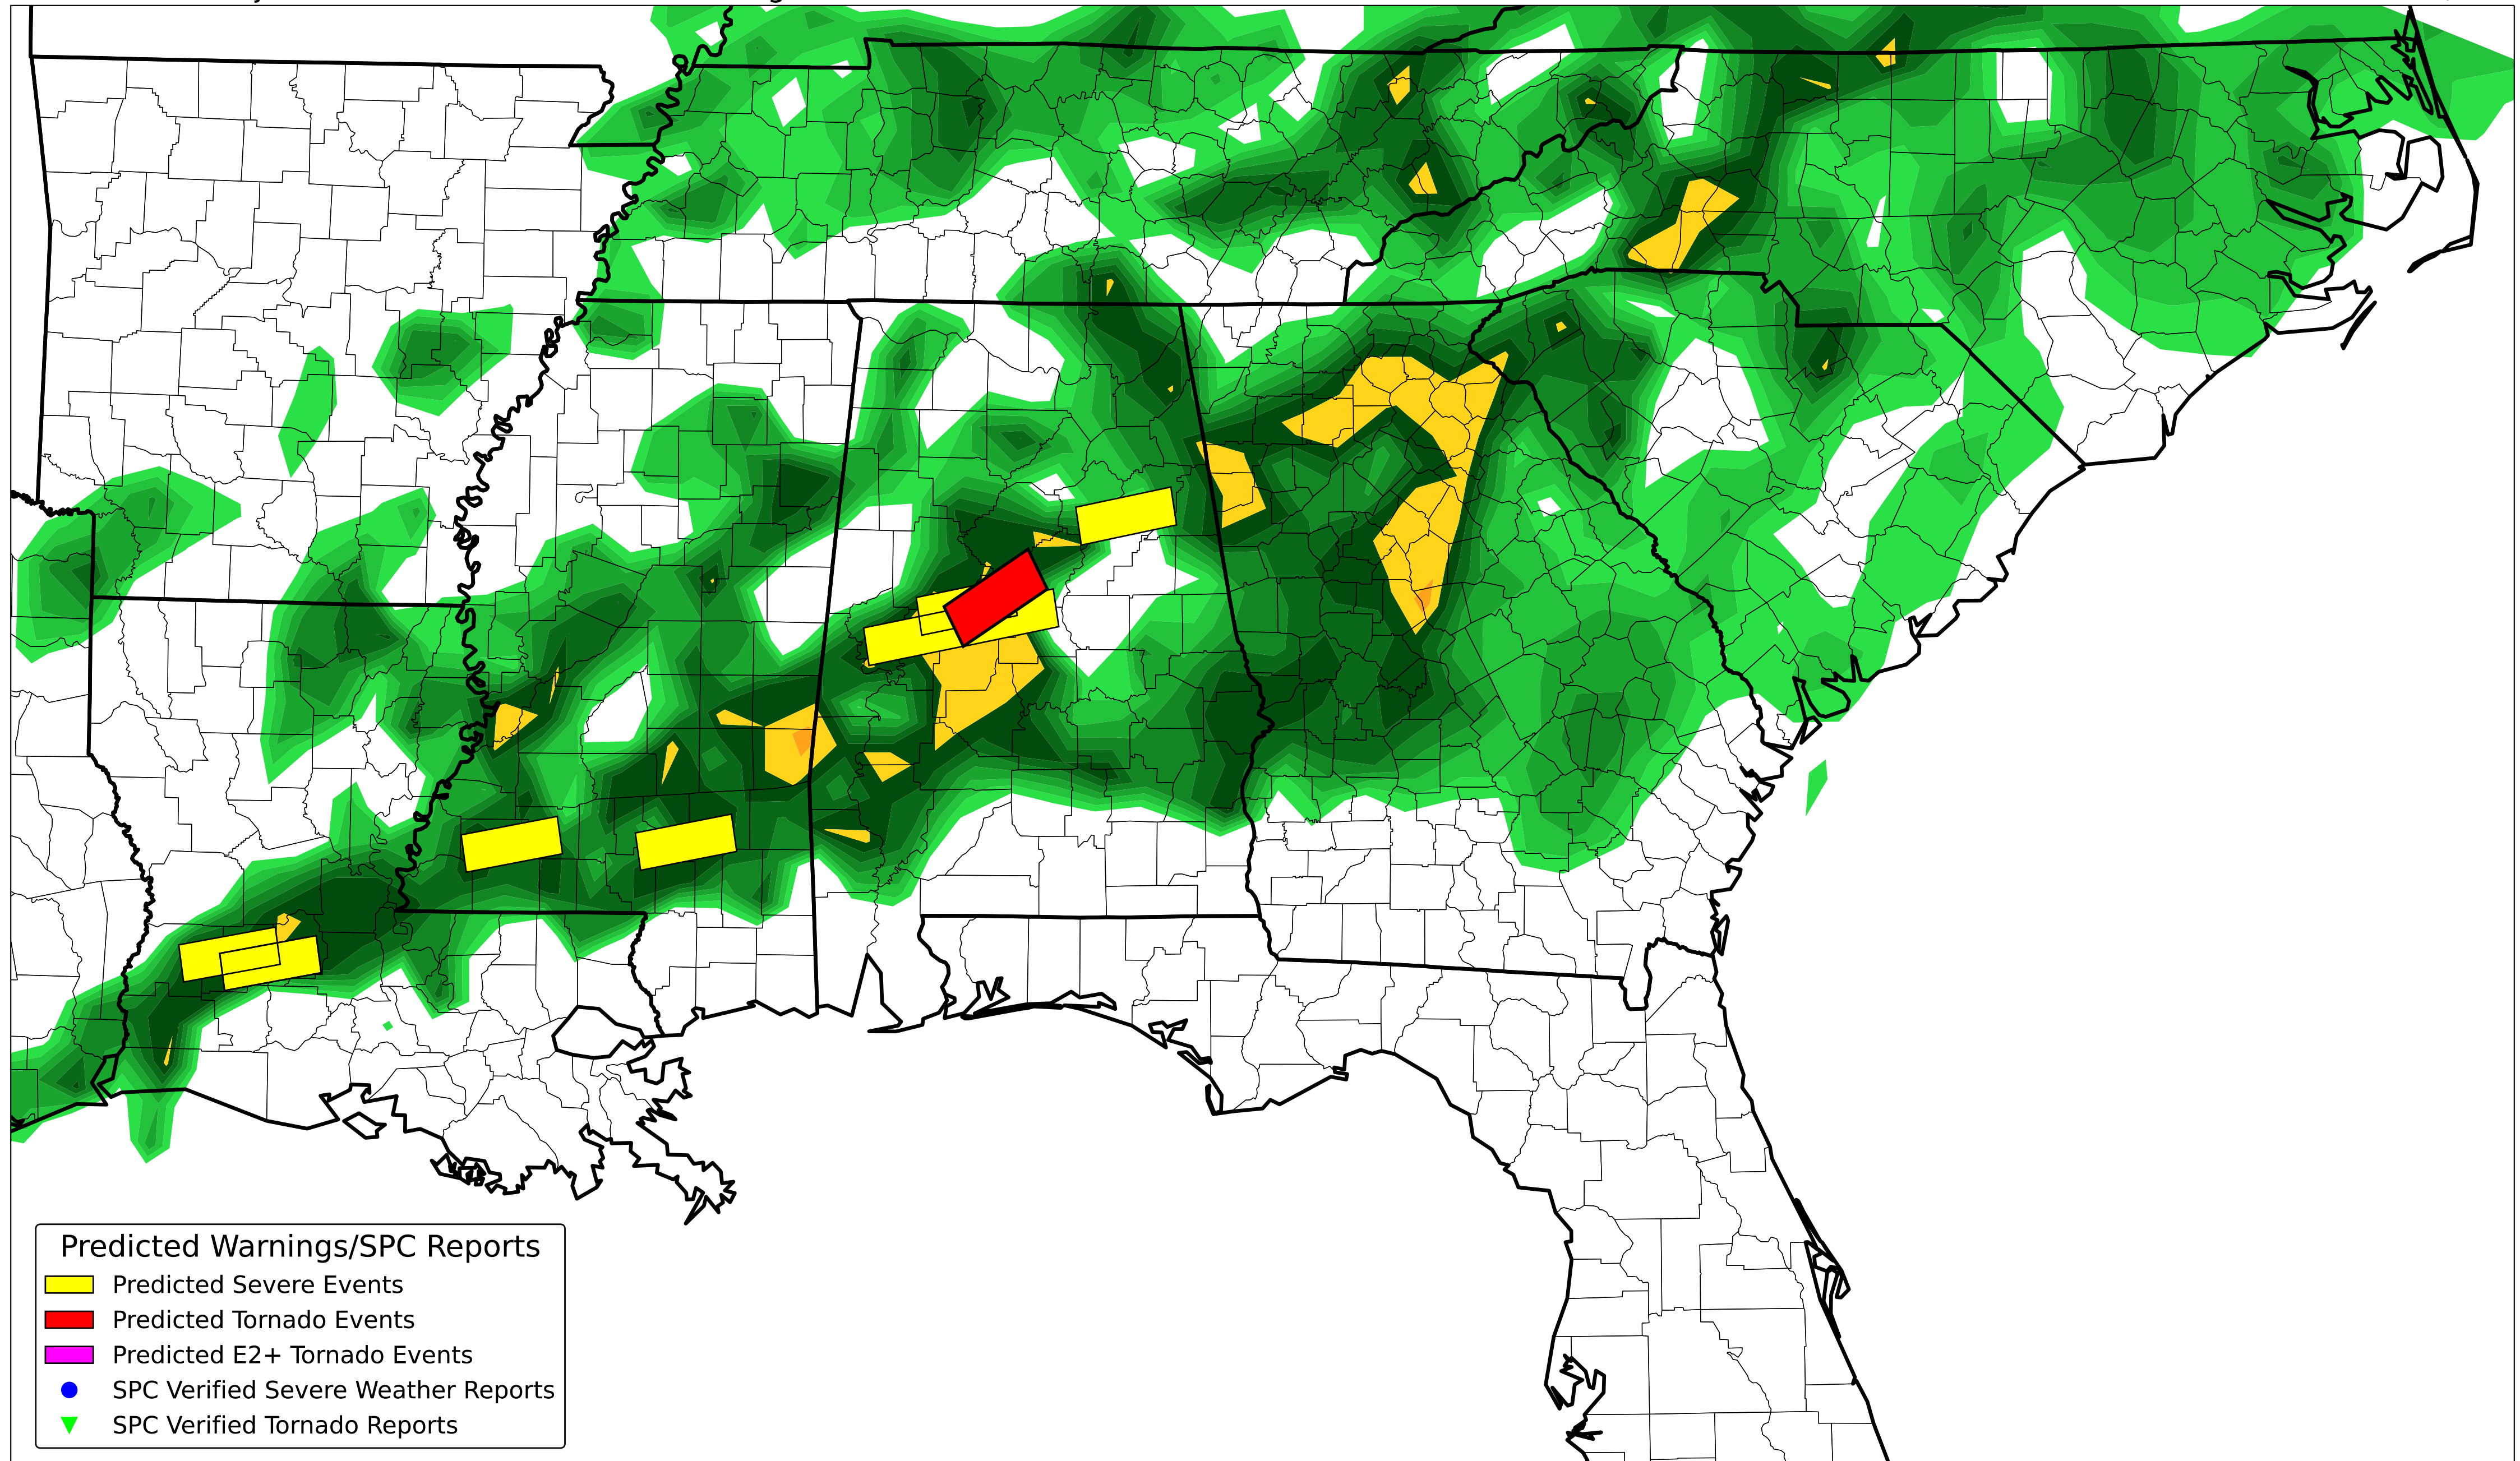 Predicted Warnings/SPC Reports
Predicted Severe Events
Predicted Tornado Events
Predicted E2+ Tornado Events
SPC Verified Severe Weather Reports
SPC Verified Tornado Reports